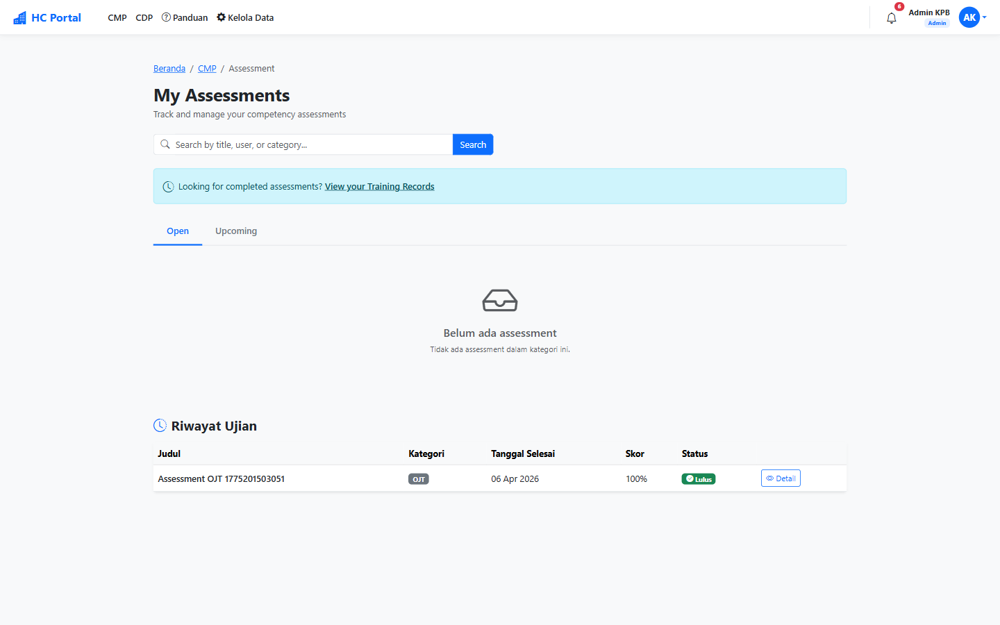 HC Portal
CMP CDP Panduan Kelola Data
6
Admin KPB
Admin
AK
Beranda / CMP / Assessment
My Assessments
Track and manage your competency assessments
Search by title, user, or category... Search
Looking for completed assessments? View your Training Records
Open Upcoming
Belum ada assessment
Tidak ada assessment dalam kategori ini.
Riwayat Ujian
Judul Kategori Tanggal Selesai Skor Status
Assessment OJT 1775201503051 OJT 06 Apr 2026 100% Lulus Detail